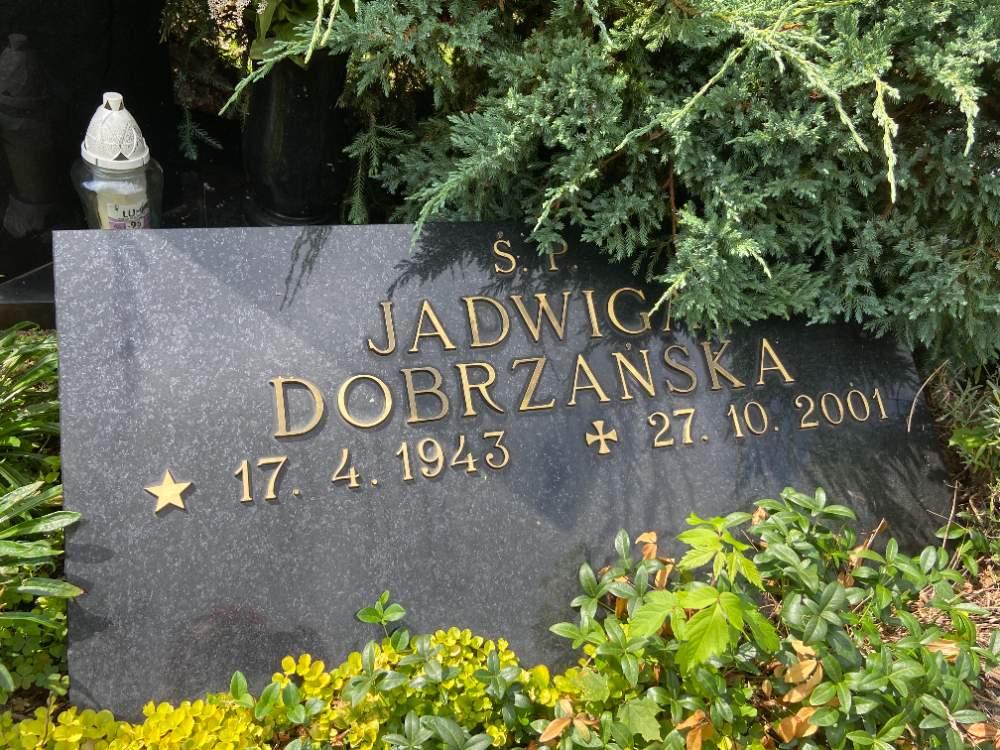 Ś. P.
JADWIGA
DOBRZAŃSKA
17. 4. 1943 27. 10. 2001